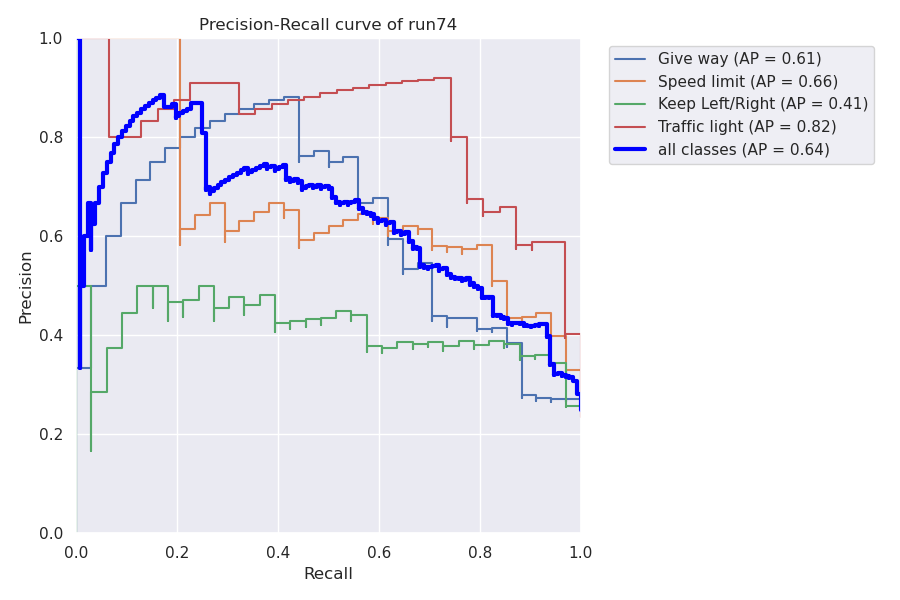 Precision-Recall curve of run74
1.0
0.8
0.6
0.4
0.2
0.0
Precision
0.0 0.2 0.4 0.6 0.8 1.0
Recall
Give way (AP = 0.61)
Speed limit (AP = 0.66)
Keep Left/Right (AP = 0.41)
Traffic light (AP = 0.82)
all classes (AP = 0.64)